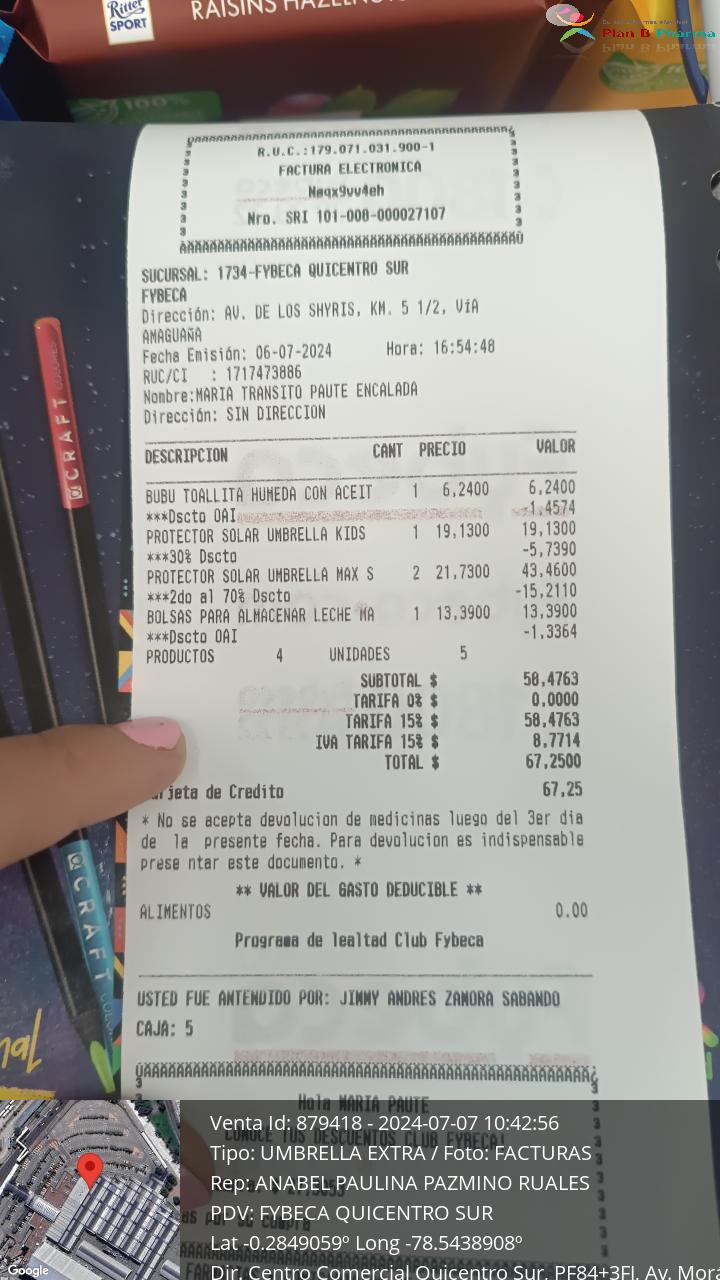 Ritter
SPORT
RAISINS HAZELN
Plan B Pharma
100%
R.U.C.:179.071.031.900-1
FACTURA ELECTRONICA
Nøqx9vv4eh
Nro. SRI 101-008-000027107
SUCURSAL: 1734-FYBECA QUICENTRO SUR
FYBECA
Dirección: AV. DE LOS SHYRIS, KM. 5 1/2, VíA
AMAGUAñA
Fecha Emisión: 06-07-2024 Hora: 16:54:48
RUC/CI : 1717473886
Nombre:MARIA TRANSITO PAUTE ENCALADA
Dirección: SIN DIRECCION
DESCRIPCION CANT PRECIO VALOR
BUBU TOALLITA HUMEDA CON ACEIT 1 6,2400 6,2400
***Dscto OAI -1,4574
PROTECTOR SOLAR UMBRELLA KIDS 1 19,1300 19,1300
***30% Dscto -5,7390
PROTECTOR SOLAR UMBRELLA MAX S 2 21,7300 43,4600
***2do al 70% Dscto -15,2110
BOLSAS PARA ALMACENAR LECHE MA 1 13,3900 13,3900
***Dscto OAI -1,3364
PRODUCTOS 4 UNIDADES 5
SUBTOTAL $ 58,4763
TARIFA 0% $ 0.0000
TARIFA 15% $ 58,4763
IVA TARIFA 15% $ 8,7714
TOTAL $ 67,2500
rjeta de Credito 67,25
* No se acepta devolucion de medicinas luego del 3er dia
de la presente fecha. Para devolucion es indispensable
prese ntar este documento. *
** VALOR DEL GASTO DEDUCIBLE **
ALIMENTOS 0.00
Programa de lealtad Club Fybeca
USTED FUE ANTENDIDO POR: JIMMY ANDRES ZAMORA SABANDO
CAJA: 5
Hola MARIA PAUTE
CONOCE TUS DESCUENTOS CLUB FYBECA!
CRAFT COLORES
CRAFT
Venta Id: 879418 - 2024-07-07 10:42:56
Tipo: UMBRELLA EXTRA / Foto: FACTURAS
Rep: ANABEL PAULINA PAZMINO RUALES
PDV: FYBECA QUICENTRO SUR
Lat -0.2849059º Long -78.5438908º
Dir. Centro Comercial Quicentro Sur, PF84+3FJ, Av. Mora
Google